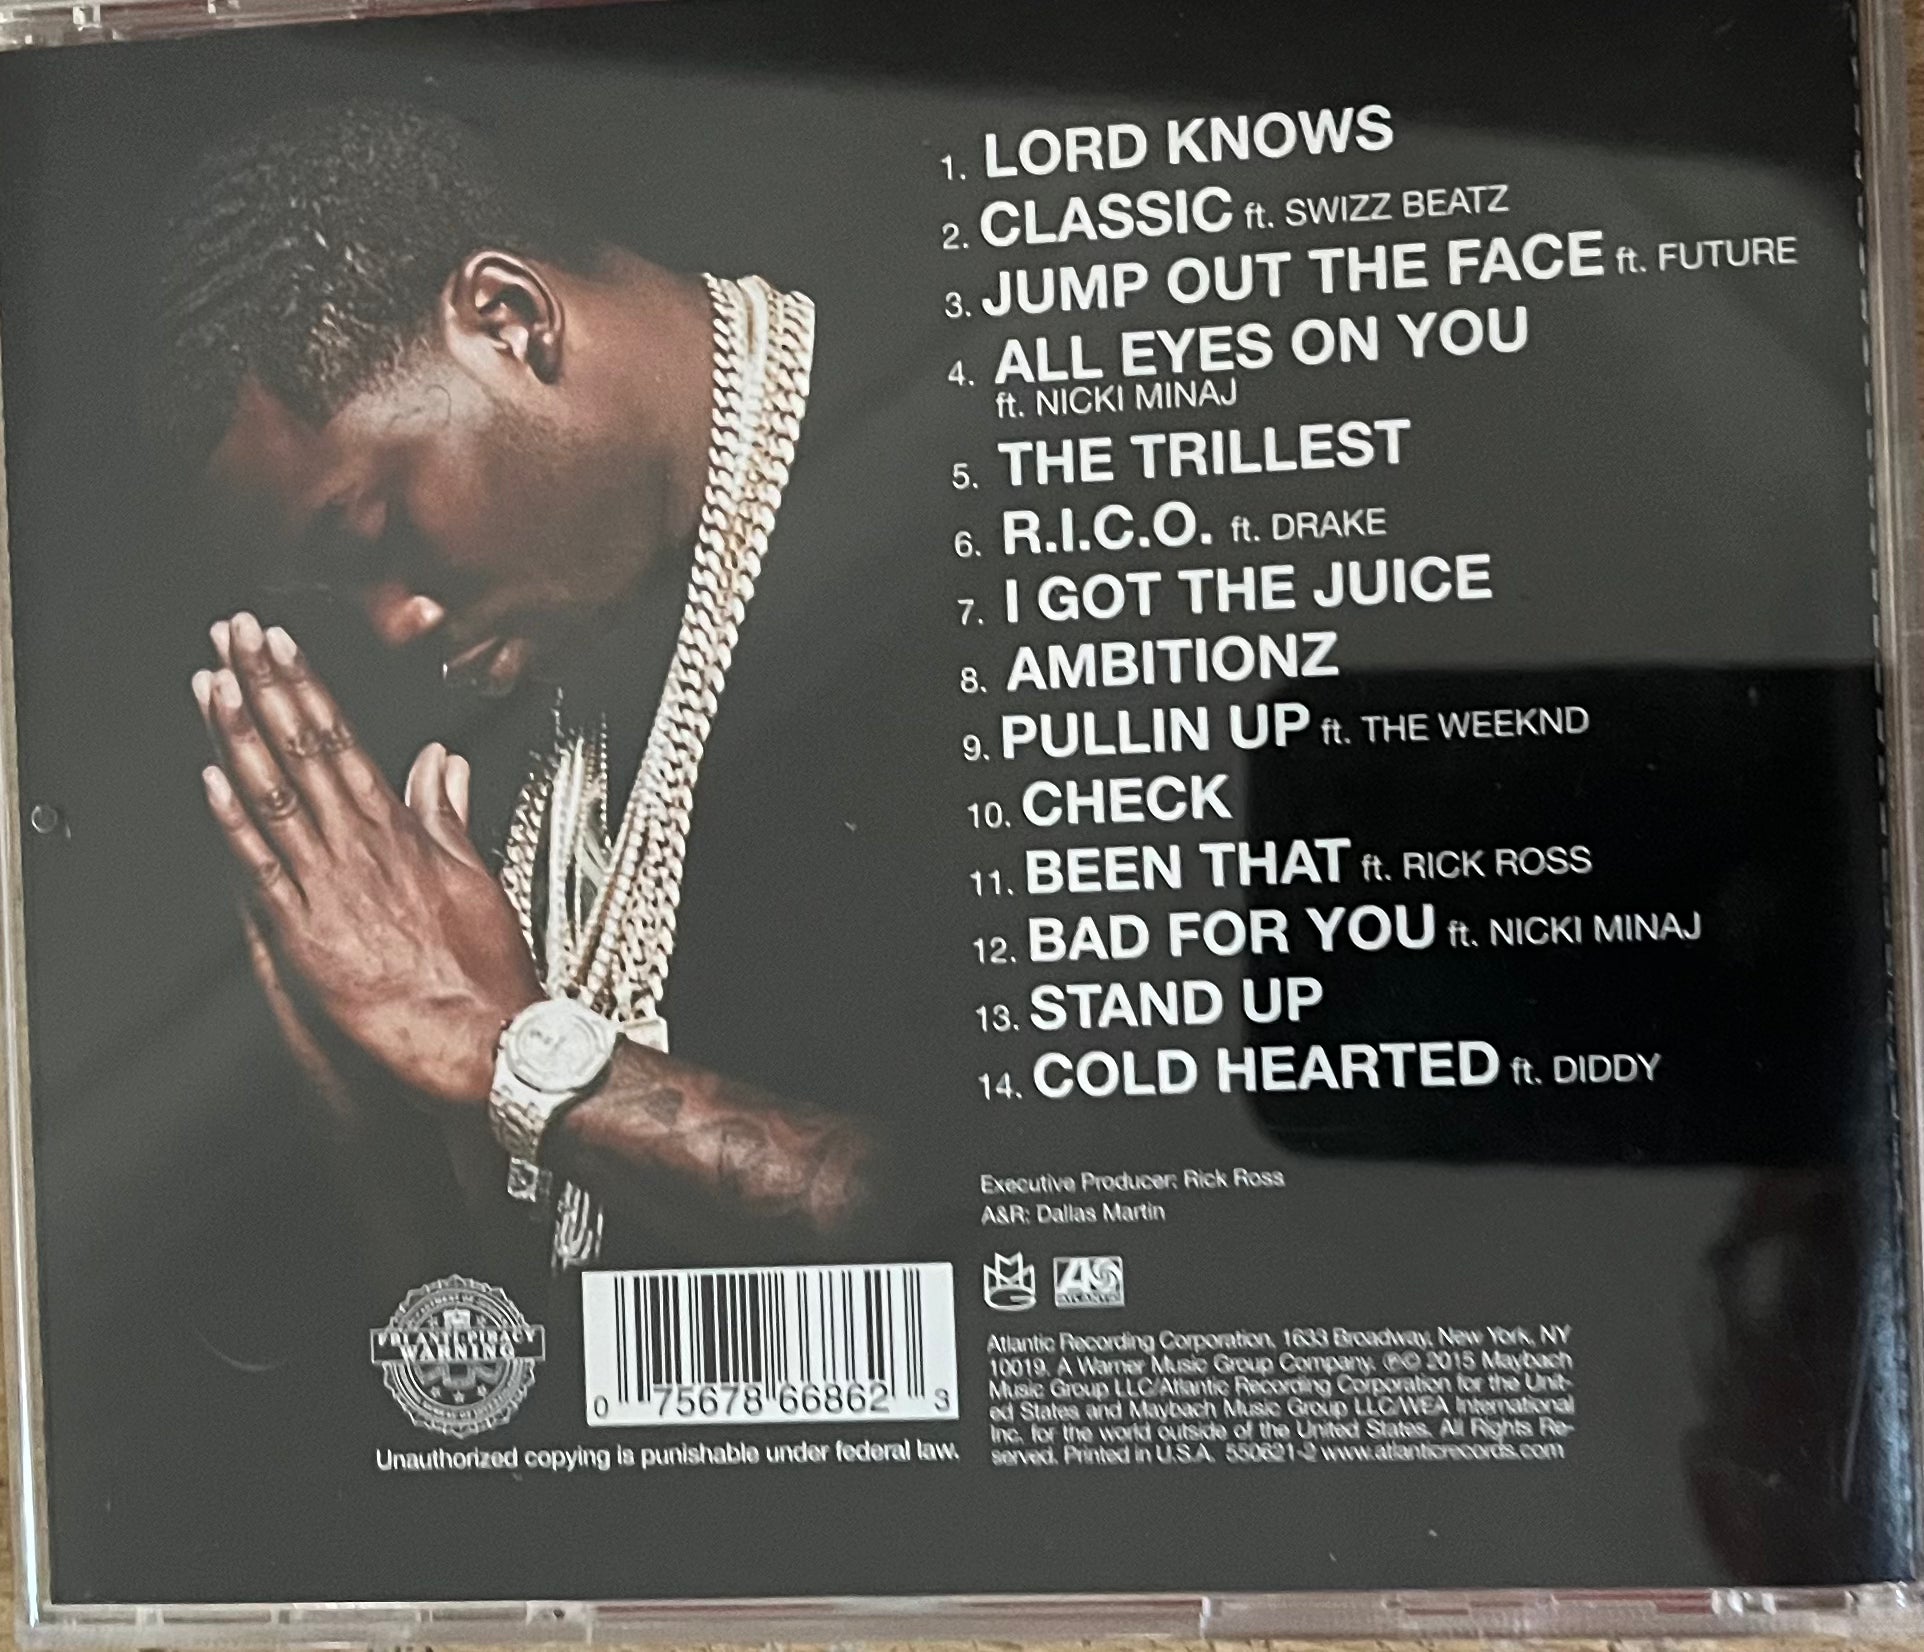 1. LORD KNOWS
2. CLASSIC ft. SWIZZ BEATZ
3. JUMP OUT THE FACE ft. FUTURE
4. ALL EYES ON YOU
ft. NICKI MINAJ
5. THE TRILLEST
6. R.I.C.O. ft. DRAKE
7. I GOT THE JUICE
8. AMBITIONZ
9. PULLIN UP ft. THE WEEKND
10. CHECK
11. BEEN THAT ft. RICK ROSS
12. BAD FOR YOU ft. NICKI MINAJ
13. STAND UP
14. COLD HEARTED ft. DIDDY
Executive Producer: Rick Ross
A&R: Dallas Martin
MMG
ATLANTIC
FBI ANTI-PIRACY
WARNING
0 75678 66862 3
Unauthorized copying is punishable under federal law.
Atlantic Recording Corporation, 1633 Broadway, New York, NY
10019. A Warner Music Group Company. ℗© 2015 Maybach
Music Group LLC/Atlantic Recording Corporation for the Unit-
ed States and Maybach Music Group LLC/WEA International
Inc. for the world outside of the United States. All Rights Re-
served. Printed in U.S.A. 550621-2 www.atlanticrecords.com